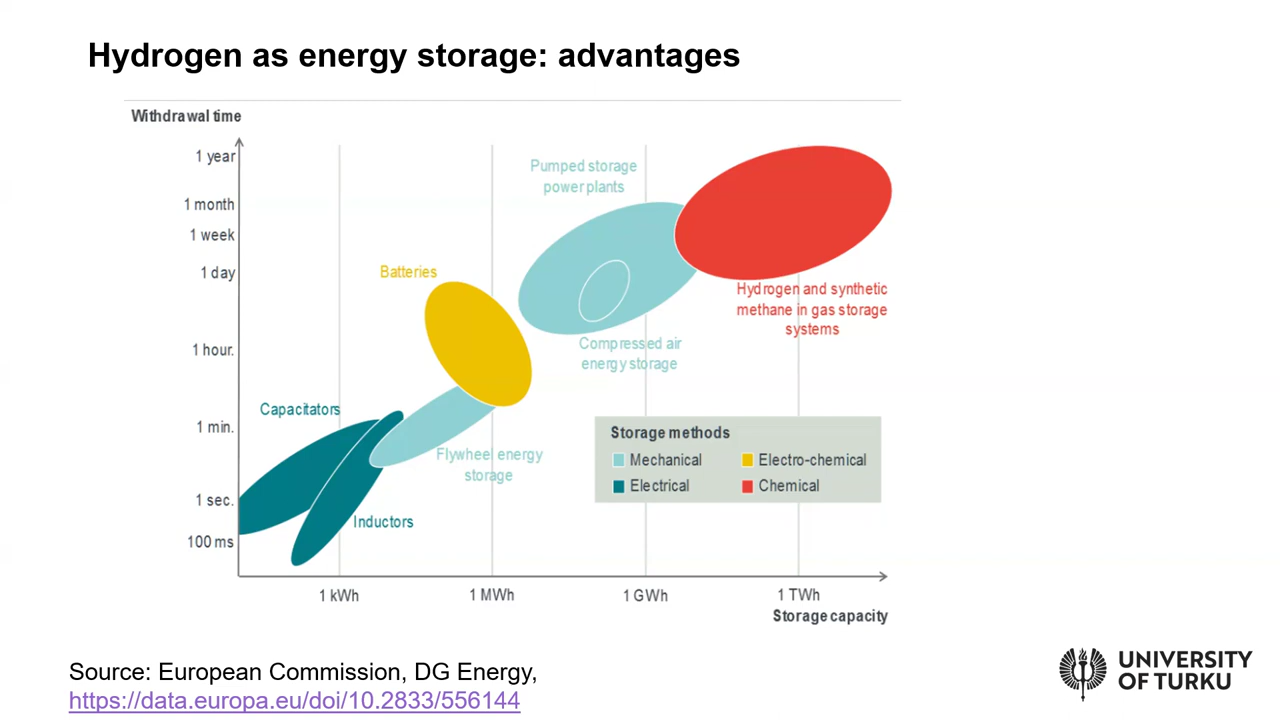 Hydrogen as energy storage: advantages
Withdrawal time
1 year
1 month
1 week
1 day
1 hour.
1 min.
1 sec.
100 ms
Pumped storage
power plants
Batteries
Hydrogen and synthetic
methane in gas storage
systems
Compressed air
energy storage
Capacitators
Flywheel energy
storage
Inductors
Storage methods
Mechanical
Electro-chemical
Electrical
Chemical
1 kWh
1 MWh
1 GWh
1 TWh
Storage capacity
Source: European Commission, DG Energy,
https://data.europa.eu/doi/10.2833/556144
UNIVERSITY
OF TURKU